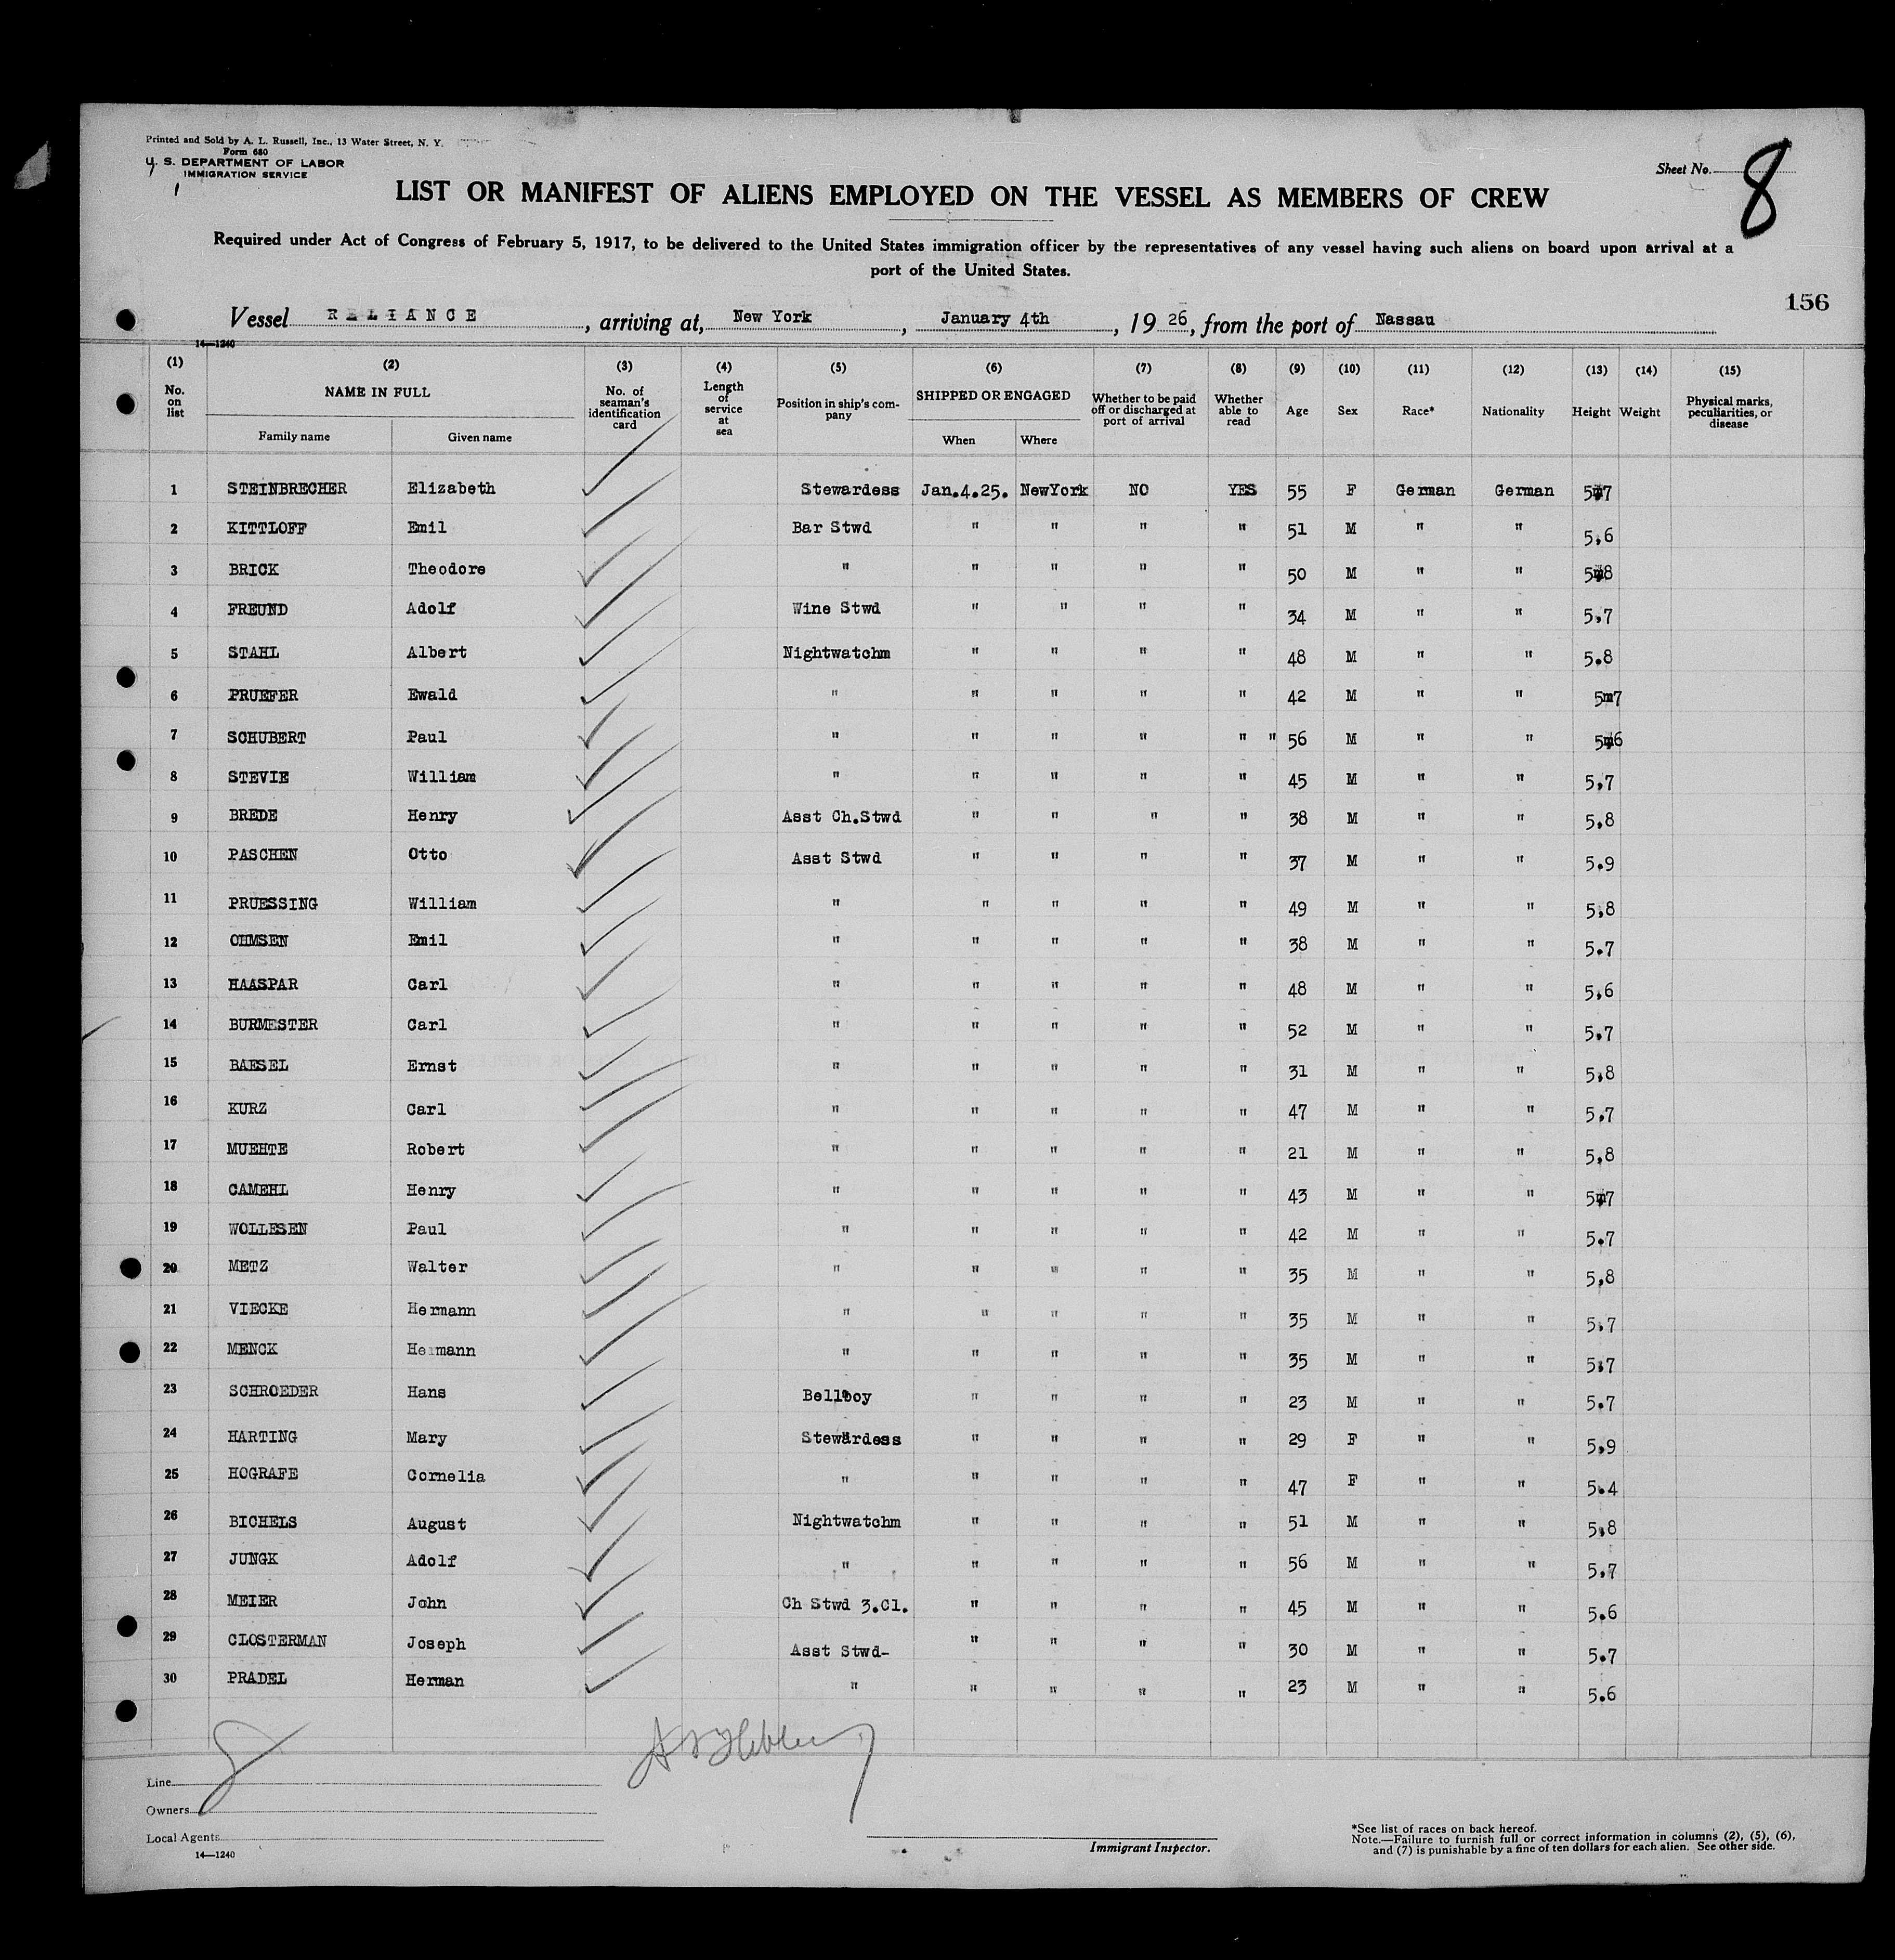 Printed and Sold by A. L. Russell, Inc., 13 Water Street, N. Y.
Form 680
U. S. DEPARTMENT OF LABOR
IMMIGRATION SERVICE
Sheet No. 8
LIST OR MANIFEST OF ALIENS EMPLOYED ON THE VESSEL AS MEMBERS OF CREW
Required under Act of Congress of February 5, 1917, to be delivered to the United States immigration officer by the representatives of any vessel having such aliens on board upon arrival at a
port of the United States.
156
Vessel RELIANCE, arriving at, New York, January 4th, 1926, from the port of Nassau
14—1240
(1) (2) (3) (4) (5) (6) (7) (8) (9) (10) (11) (12) (13) (14) (15)
No. on list NAME IN FULL No. of seaman's identification card Length of service at sea Position in ship's company SHIPPED OR ENGAGED Whether to be paid off or discharged at port of arrival Whether able to read Age Sex Race* Nationality Height Weight Physical marks, peculiarities, or disease
Family name Given name When Where
1 STEINBRECHER Elizabeth Stewardess Jan.4.25. NewYork NO YES 55 F German German 5,7
2 KITTLOFF Emil Bar Stwd " " " " 51 M " " 5,6
3 BRICK Theodore " " " " " 50 M " " 5,8
4 FREUND Adolf Wine Stwd " " " " 34 M " " 5,7
5 STAHL Albert Nightwatchm " " " " 48 M " " 5.8
6 PRUEFER Ewald " " " " " 42 M " " 5"7
7 SCHUBERT Paul " " " " " " 56 M " " 5,6
8 STEVIE William " " " " " 45 M " " 5,7
9 BREDE Henry Asst Ch.Stwd " " " " 38 M " " 5,8
10 PASCHEN Otto Asst Stwd " " " " 37 M " " 5.9
11 PRUESSING William " " " " " 49 M " " 5,8
12 OHMSEN Emil " " " " " 38 M " " 5.7
13 HAASPAR Carl " " " " " 48 M " " 5,6
14 BURMESTER Carl " " " " " 52 M " " 5.7
15 BAESEL Ernst " " " " " 31 M " " 5,8
16 KURZ Carl " " " " " 47 M " " 5.7
17 MUEHTE Robert " " " " " 21 M " " 5,8
18 CAMEHL Henry " " " " " 43 M " " 5,7
19 WOLLESEN Paul " " " " " 42 M " " 5.7
20 METZ Walter " " " " " 35 M " " 5,8
21 VIECKE Hermann " " " " " 35 M " " 5,7
22 MENCK Hermann " " " " " 35 M " " 5,7
23 SCHROEDER Hans Bellboy " " " " 23 M " " 5.7
24 HARTING Mary Stewardess " " " " 29 F " " 5,9
25 HOGRAFE Cornelia " " " " " 47 F " " 5.4
26 BICHELS August Nightwatchm " " " " 51 M " " 5,8
27 JUNGK Adolf " " " " " 56 M " " 5,7
28 MEIER John Ch Stwd 3.Cl. " " " " 45 M " " 5.6
29 CLOSTERMAN Joseph Asst Stwd- " " " " 30 M " " 5.7
30 PRADEL Herman " " " " " 23 M " " 5.6
Line
Owners
Local Agents
14—1240
Immigrant Inspector.
*See list of races on back hereof.
Note.—Failure to furnish full or correct information in columns (2), (5), (6),
and (7) is punishable by a fine of ten dollars for each alien. See other side.